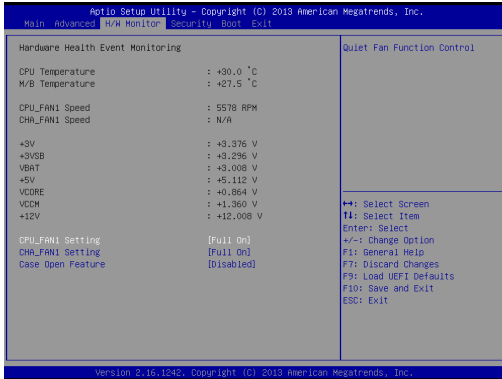 Aptio Setup Utility – Copyright (C) 2013 American Megatrends, Inc.
Main Advanced H/W Monitor Security Boot Exit
Hardware Health Event Monitoring
CPU Temperature : +30.0 °C
M/B Temperature : +27.5 °C
CPU_FAN1 Speed : 5578 RPM
CHA_FAN1 Speed : N/A
+3V : +3.376 V
+3VSB : +3.296 V
VBAT : +3.008 V
+5V : +5.112 V
VCORE : +0.864 V
VCCM : +1.360 V
+12V : +12.008 V
CPU_FAN1 Setting [Full On]
CHA_FAN1 Setting [Full On]
Case Open Feature [Disabled]
Quiet Fan Function Control
↔: Select Screen
↑↓: Select Item
Enter: Select
+/-: Change Option
F1: General Help
F7: Discard Changes
F9: Load UEFI Defaults
F10: Save and Exit
ESC: Exit
Version 2.16.1242. Copyright (C) 2013 American Megatrends, Inc.